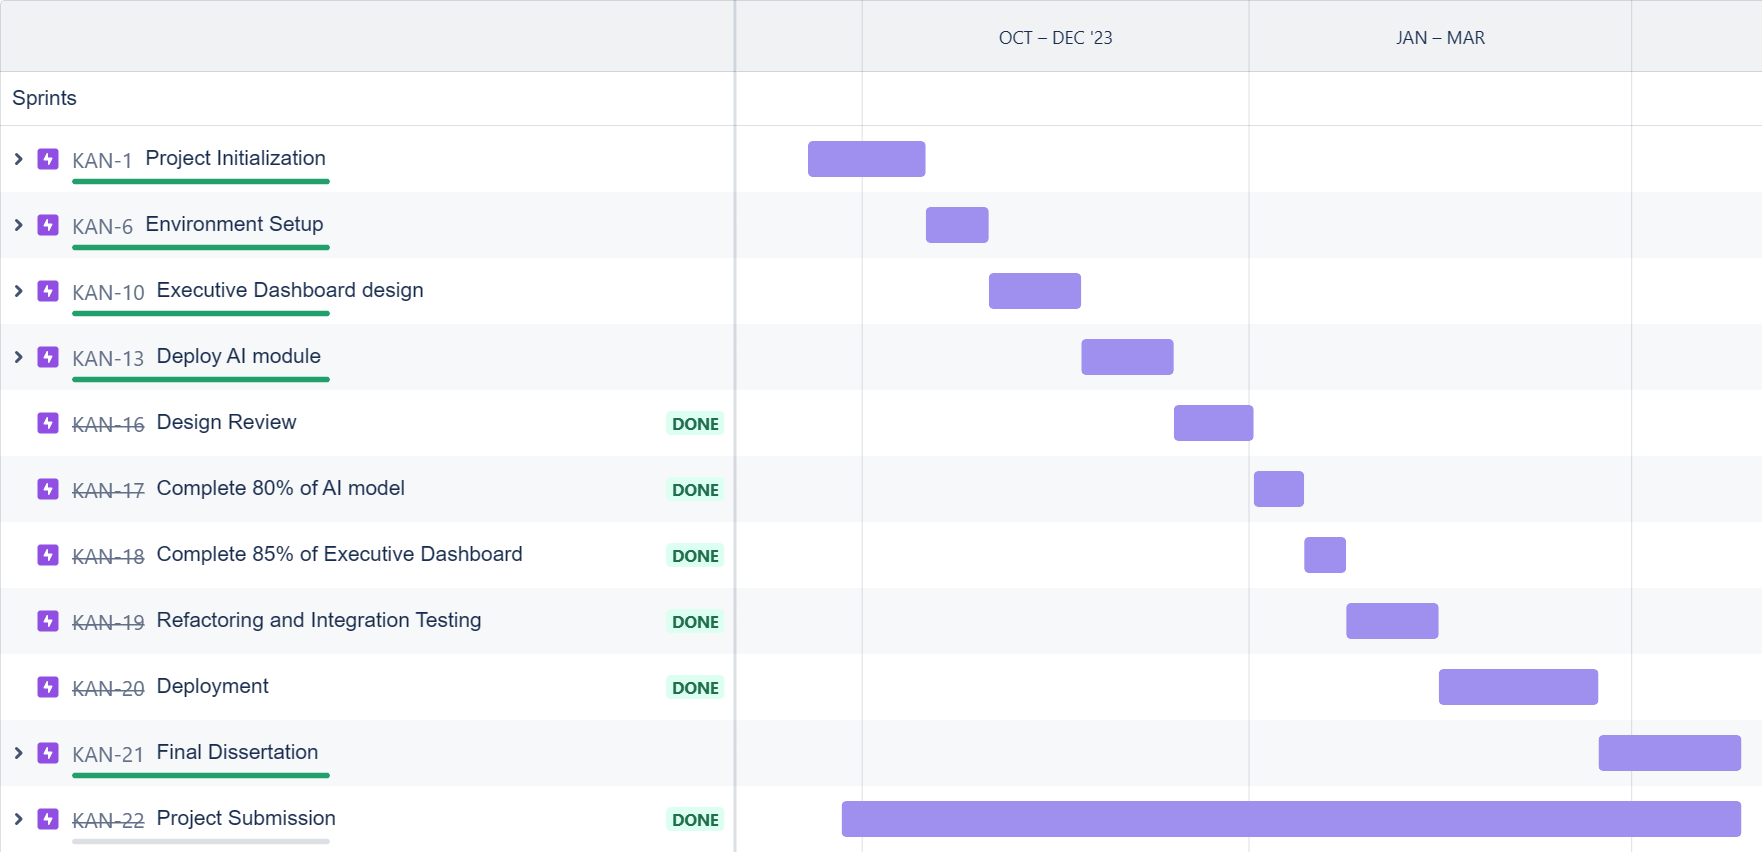 OCT – DEC '23 JAN – MAR
Sprints
KAN-1 Project Initialization
KAN-6 Environment Setup
KAN-10 Executive Dashboard design
KAN-13 Deploy AI module
KAN-16 Design Review DONE
KAN-17 Complete 80% of AI model DONE
KAN-18 Complete 85% of Executive Dashboard DONE
KAN-19 Refactoring and Integration Testing DONE
KAN-20 Deployment DONE
KAN-21 Final Dissertation
KAN-22 Project Submission DONE